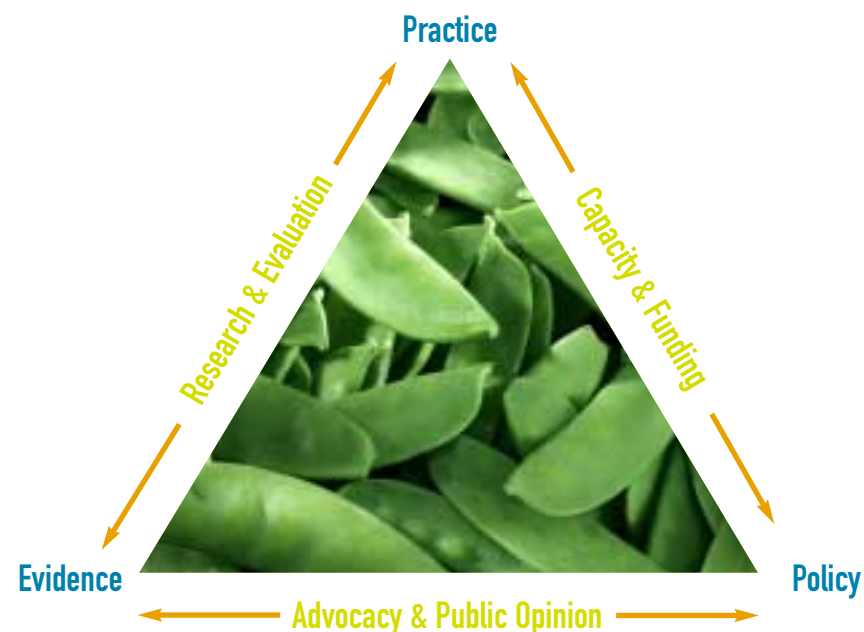 Practice
Research & Evaluation
Capacity & Funding
Evidence
Policy
Advocacy & Public Opinion